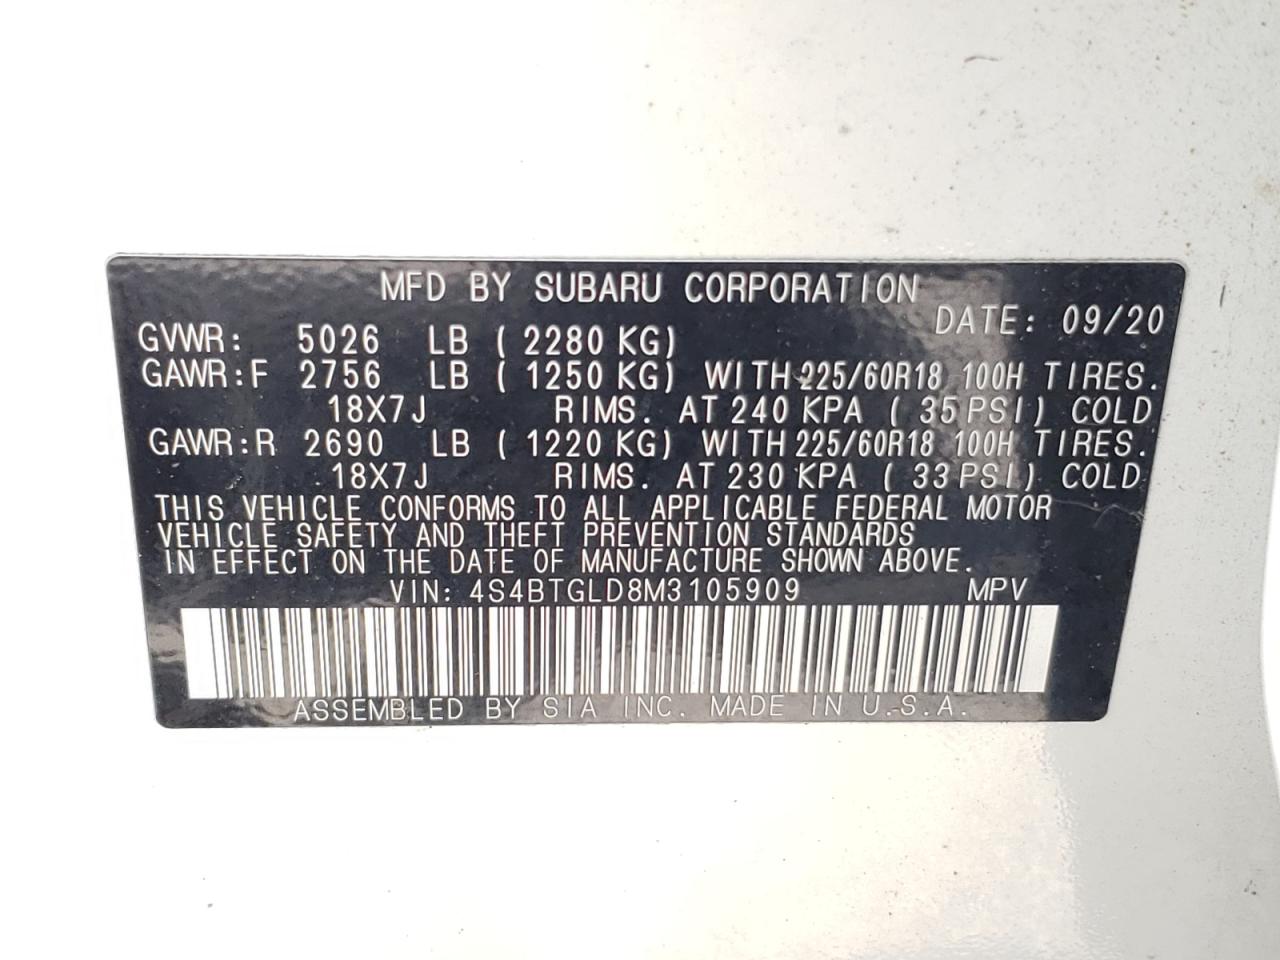 MFD BY SUBARU CORPORATION
DATE: 09/20
GVWR: 5026 LB ( 2280 KG)
GAWR:F 2756 LB ( 1250 KG) WITH 225/60R18 100H TIRES.
18X7J RIMS. AT 240 KPA ( 35PSI) COLD
GAWR:R 2690 LB ( 1220 KG) WITH 225/60R18 100H TIRES.
18X7J RIMS. AT 230 KPA ( 33PSI) COLD
THIS VEHICLE CONFORMS TO ALL APPLICABLE FEDERAL MOTOR
VEHICLE SAFETY AND THEFT PREVENTION STANDARDS
IN EFFECT ON THE DATE OF MANUFACTURE SHOWN ABOVE.
VIN: 4S4BTGLD8M3105909 MPV
ASSEMBLED BY SIA INC. MADE IN U.S.A.